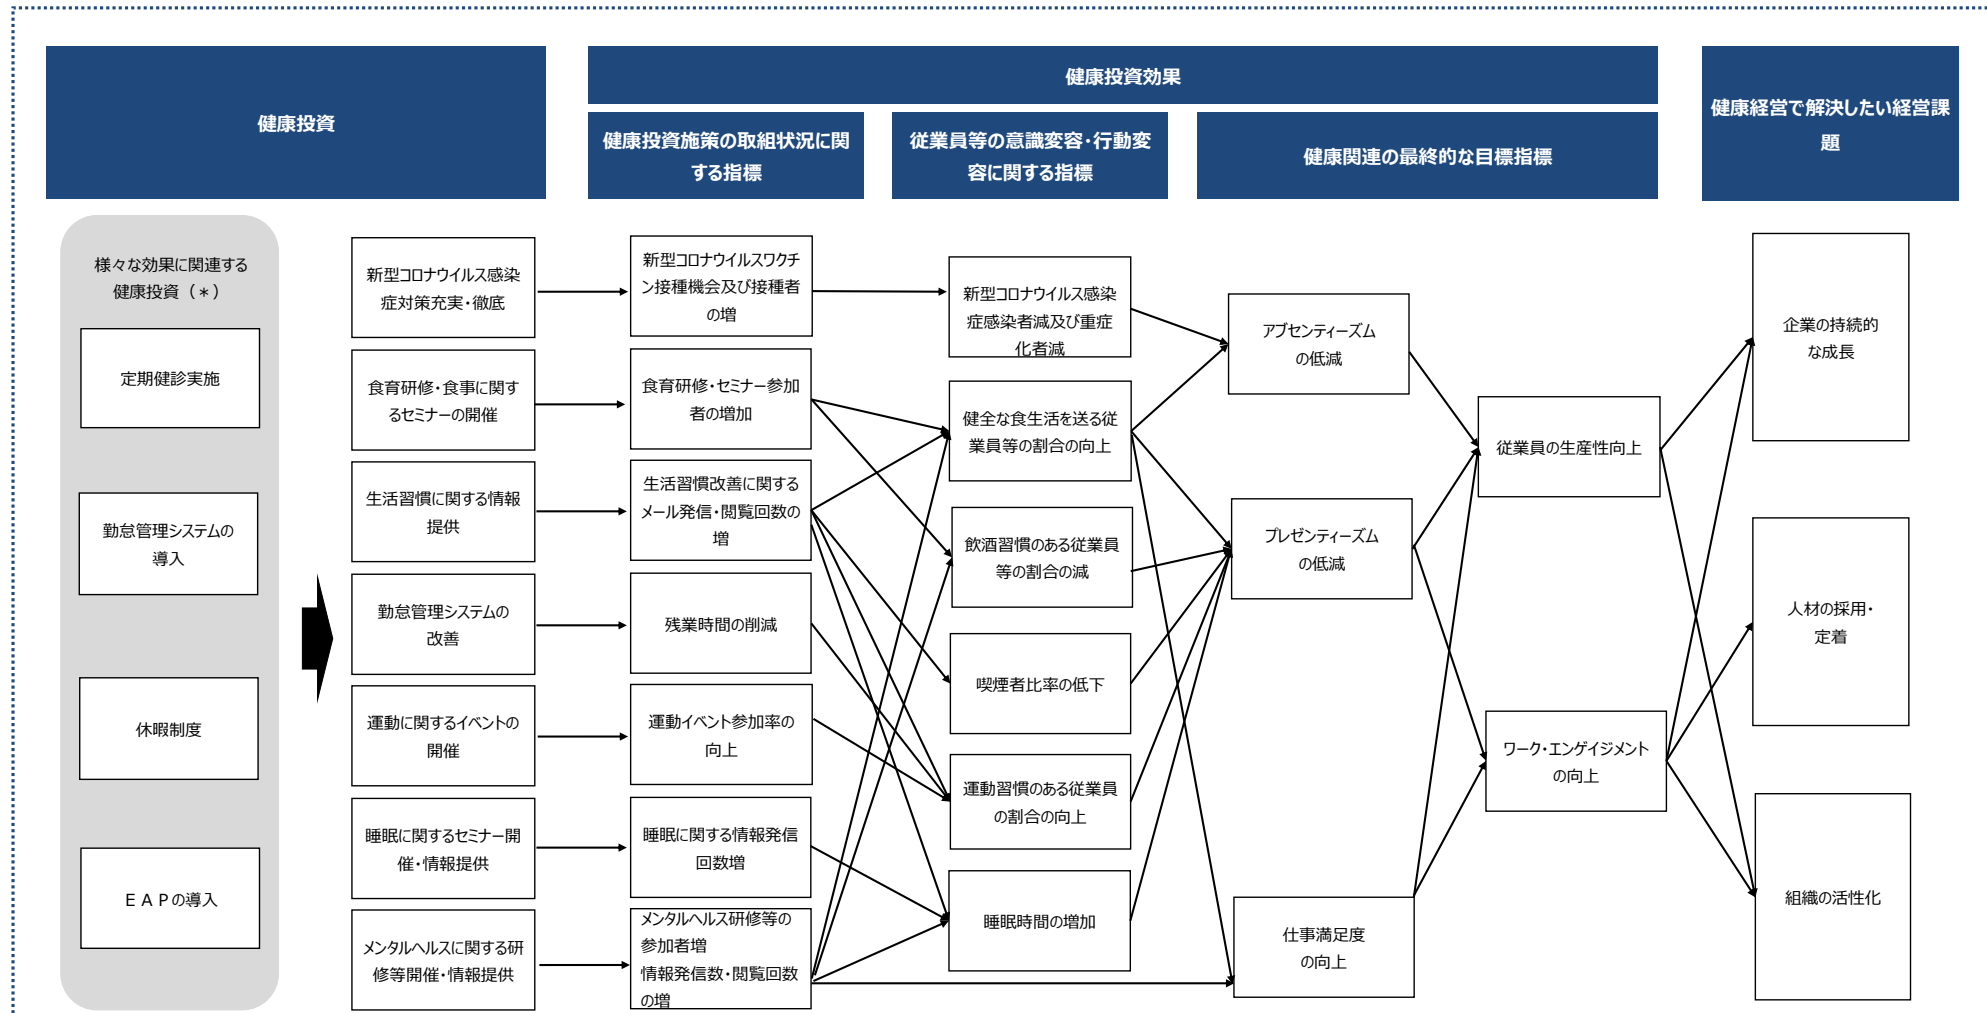 健康投資
健康投資効果
健康経営で解決したい経営課
題
健康投資施策の取組状況に関
する指標
従業員等の意識変容・行動変
容に関する指標
健康関連の最終的な目標指標
様々な効果に関連する
健康投資（＊）
定期健診実施
勤怠管理システムの
導入
休暇制度
ＥＡＰの導入
新型コロナウイルス感染
症対策充実・徹底
食育研修・食事に関す
るセミナーの開催
生活習慣に関する情報
提供
勤怠管理システムの
改善
運動に関するイベントの
開催
睡眠に関するセミナー開
催・情報提供
メンタルヘルスに関する研
修等開催・情報提供
新型コロナウイルスワクチ
ン接種機会及び接種者
の増
食育研修・セミナー参加
者の増加
生活習慣改善に関する
メール発信・閲覧回数の
増
残業時間の削減
運動イベント参加率の
向上
睡眠に関する情報発信
回数増
メンタルヘルス研修等の
参加者増
情報発信数・閲覧回数
の増
新型コロナウイルス感染
症感染者減及び重症
化者減
健全な食生活を送る従
業員等の割合の向上
飲酒習慣のある従業員
等の割合の減
喫煙者比率の低下
運動習慣のある従業員
の割合の向上
睡眠時間の増加
アブセンティーズム
の低減
プレゼンティーズム
の低減
仕事満足度
の向上
従業員の生産性向上
ワーク・エンゲイジメント
の向上
企業の持続的
な成長
人材の採用・
定着
組織の活性化